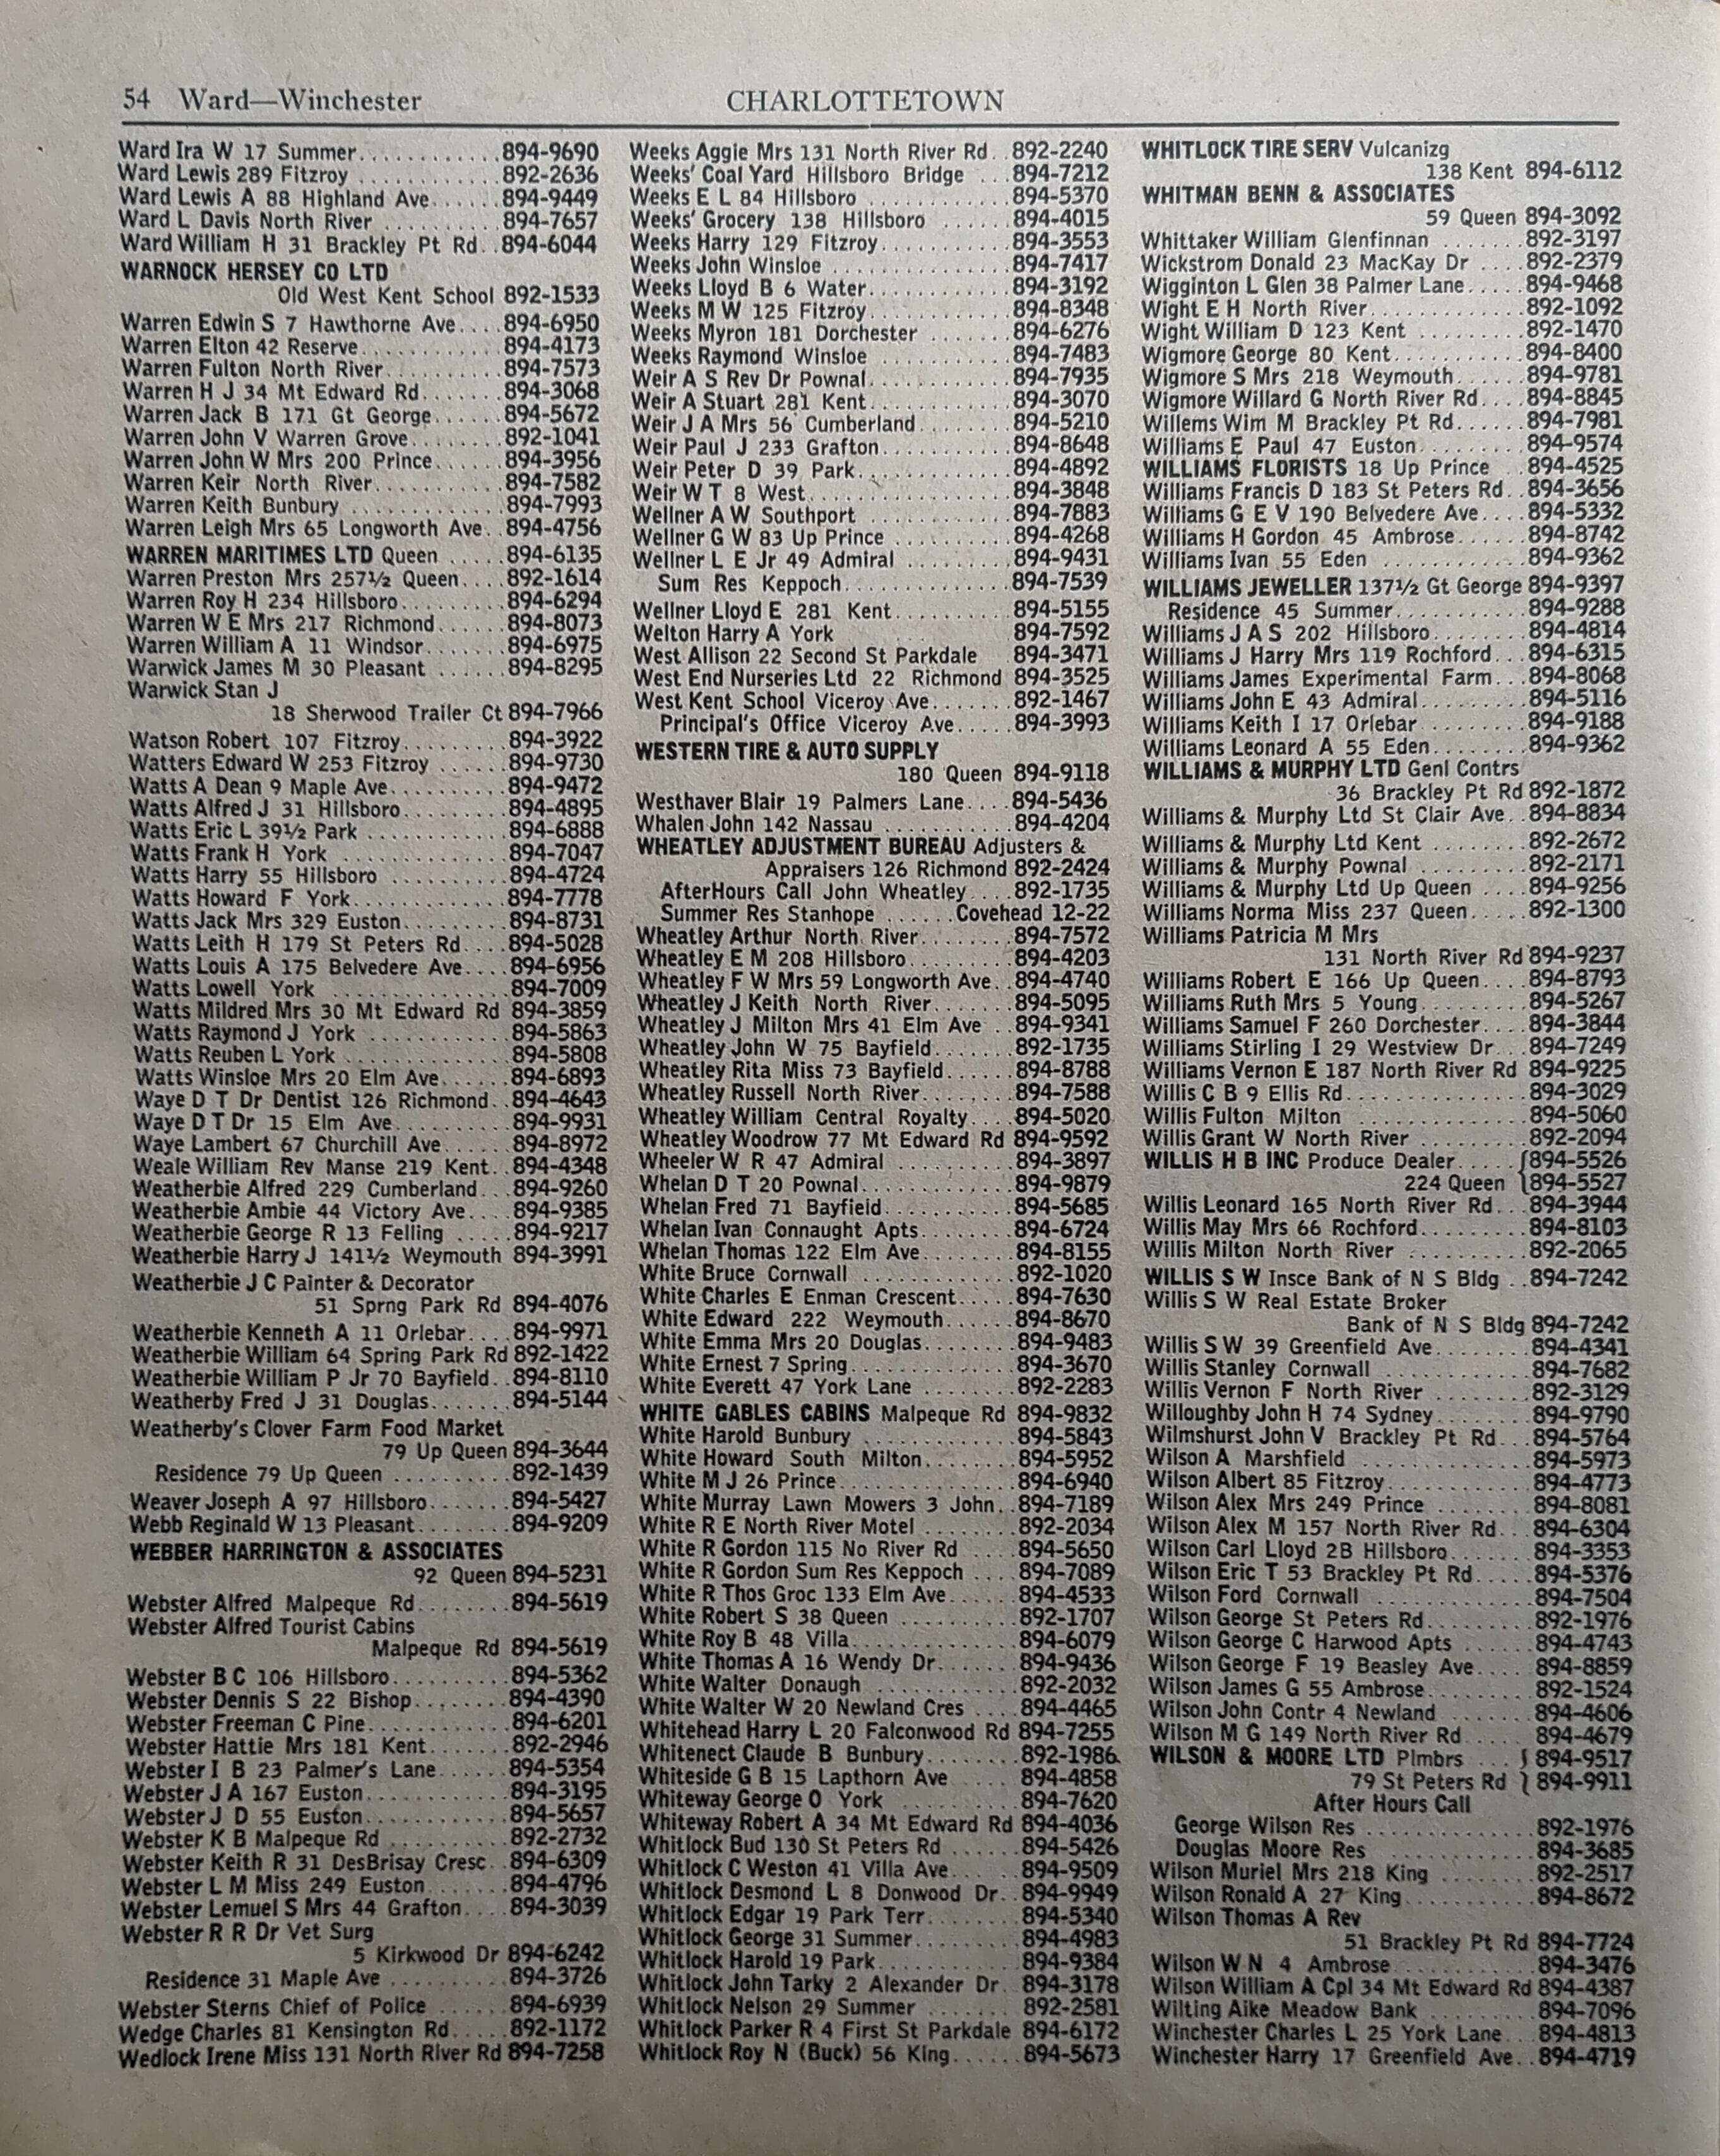 54 Ward—Winchester
CHARLOTTETOWN
Ward Ira W 17 Summer............894-9690
Ward Lewis 289 Fitzroy ...........892-2636
Ward Lewis A 88 Highland Ave......894-9449
Ward L Davis North River ..........894-7657
Ward William H 31 Brackley Pt Rd..894-6044
WARNOCK HERSEY CO LTD
Old West Kent School 892-1533
Warren Edwin S 7 Hawthorne Ave....894-6950
Warren Elton 42 Reserve............894-4173
Warren Fulton North River..........894-7573
Warren H J 34 Mt Edward Rd.......894-3068
Warren Jack B 171 Gt George......894-5672
Warren John V Warren Grove........892-1041
Warren John W Mrs 200 Prince......894-3956
Warren Keir North River...........894-7582
Warren Keith Bunbury .............894-7993
Warren Leigh Mrs 65 Longworth Ave..894-4756
WARREN MARITIMES LTD Queen .....894-6135
Warren Preston Mrs 257½ Queen....892-1614
Warren Roy H 234 Hillsboro.........894-6294
Warren W E Mrs 217 Richmond......894-8073
Warren William A 11 Windsor.......894-6975
Warwick James M 30 Pleasant ......894-8295
Warwick Stan J
18 Sherwood Trailer Ct 894-7966
Watson Robert 107 Fitzroy.........894-3922
Watters Edward W 253 Fitzroy ......894-9730
Watts A Dean 9 Maple Ave..........894-9472
Watts Alfred J 31 Hillsboro.........894-4895
Watts Eric L 39½ Park ............894-6888
Watts Frank H York ..............894-7047
Watts Harry 55 Hillsboro ..........894-4724
Watts Howard F York.............894-7778
Watts Jack Mrs 329 Euston.........894-8731
Watts Leith H 179 St Peters Rd....894-5028
Watts Louis A 175 Belvedere Ave....894-6956
Watts Lowell York ...............894-7009
Watts Mildred Mrs 30 Mt Edward Rd 894-3859
Watts Raymond J York ...........894-5863
Watts Reuben L York .............894-5808
Watts Winsloe Mrs 20 Elm Ave......894-6893
Waye D T Dr Dentist 126 Richmond..894-4643
Waye D T Dr 15 Elm Ave..........894-9931
Waye Lambert 67 Churchill Ave......894-8972
Weale William Rev Manse 219 Kent..894-4348
Weatherbie Alfred 229 Cumberland...894-9260
Weatherbie Ambie 44 Victory Ave....894-9385
Weatherbie George R 13 Felling .....894-9217
Weatherbie Harry J 141½ Weymouth 894-3991
Weatherbie J C Painter & Decorator
51 Sprng Park Rd 894-4076
Weatherbie Kenneth A 11 Orlebar....894-9971
Weatherbie William 64 Spring Park Rd 892-1422
Weatherbie William P Jr 70 Bayfield..894-8110
Weatherby Fred J 31 Douglas.......894-5144
Weatherby's Clover Farm Food Market
79 Up Queen 894-3644
Residence 79 Up Queen ..........892-1439
Weaver Joseph A 97 Hillsboro.......894-5427
Webb Reginald W 13 Pleasant........894-9209
WEBBER HARRINGTON & ASSOCIATES
92 Queen 894-5231
Webster Alfred Malpeque Rd........894-5619
Webster Alfred Tourist Cabins
Malpeque Rd 894-5619
Webster B C 106 Hillsboro..........894-5362
Webster Dennis S 22 Bishop........894-4390
Webster Freeman C Pine............894-6201
Webster Hattie Mrs 181 Kent.......892-2946
Webster I B 23 Palmer's Lane......894-5354
Webster J A 167 Euston............894-3195
Webster J D 55 Euston............894-5657
Webster K B Malpeque Rd ..........892-2732
Webster Keith R 31 DesBrisay Cresc..894-6309
Webster L M Miss 249 Euston .......894-4796
Webster Lemuel S Mrs 44 Grafton....894-3039
Webster R R Dr Vet Surg
5 Kirkwood Dr 894-6242
Residence 31 Maple Ave ..........894-3726
Webster Sterns Chief of Police ......894-6939
Wedge Charles 81 Kensington Rd.....892-1172
Wedlock Irene Miss 131 North River Rd 894-7258
Weeks Aggie Mrs 131 North River Rd..892-2240
Weeks' Coal Yard Hillsboro Bridge ...894-7212
Weeks E L 84 Hillsboro ............894-5370
Weeks' Grocery 138 Hillsboro ......894-4015
Weeks Harry 129 Fitzroy...........894-3553
Weeks John Winsloe ..............894-7417
Weeks Lloyd B 6 Water............894-3192
Weeks M W 125 Fitzroy............894-8348
Weeks Myron 181 Dorchester .......894-6276
Weeks Raymond Winsloe ..........894-7483
Weir A S Rev Dr Pownal............894-7935
Weir A Stuart 281 Kent............894-3070
Weir J A Mrs 56 Cumberland........894-5210
Weir Paul J 233 Grafton...........894-8648
Weir Peter D 39 Park.............894-4892
Weir W T 8 West.................894-3848
Wellner A W Southport ...........894-7883
Wellner G W 83 Up Prince .........894-4268
Wellner L E Jr 49 Admiral .........894-9431
Sum Res Keppoch..............894-7539
Wellner Lloyd E 281 Kent..........894-5155
Welton Harry A York 894-7592
West Allison 22 Second St Parkdale 894-3471
West End Nurseries Ltd 22 Richmond 894-3525
West Kent School Viceroy Ave.......892-1467
Principal's Office Viceroy Ave.....894-3993
WESTERN TIRE & AUTO SUPPLY
180 Queen 894-9118
Westhaver Blair 19 Palmers Lane....894-5436
Whalen John 142 Nassau ...........894-4204
WHEATLEY ADJUSTMENT BUREAU Adjusters &
Appraisers 126 Richmond 892-2424
AfterHours Call John Wheatley....892-1735
Summer Res Stanhope ......Covehead 12-22
Wheatley Arthur North River........894-7572
Wheatley E M 208 Hillsboro.........894-4203
Wheatley F W Mrs 59 Longworth Ave..894-4740
Wheatley J Keith North River.......894-5095
Wheatley J Milton Mrs 41 Elm Ave ..894-9341
Wheatley John W 75 Bayfield.......892-1735
Wheatley Rita Miss 73 Bayfield......894-8788
Wheatley Russell North River........894-7588
Wheatley William Central Royalty....894-5020
Wheatley Woodrow 77 Mt Edward Rd 894-9592
Wheeler W R 47 Admiral ..........894-3897
Whelan D T 20 Pownal.............894-9879
Whelan Fred 71 Bayfield...........894-5685
Whelan Ivan Connaught Apts........894-6724
Whelan Thomas 122 Elm Ave........894-8155
White Bruce Cornwall .............892-1020
White Charles E Enman Crescent.....894-7630
White Edward 222 Weymouth.......894-8670
White Emma Mrs 20 Douglas........894-9483
White Ernest 7 Spring.............894-3670
White Everett 47 York Lane ........892-2283
WHITE GABLES CABINS Malpeque Rd 894-9832
White Harold Bunbury .............894-5843
White Howard South Milton........894-5952
White M J 26 Prince..............894-6940
White Murray Lawn Mowers 3 John..894-7189
White R E North River Motel ........892-2034
White R Gordon 115 No River Rd ....894-5650
White R Gordon Sum Res Keppoch ....894-7089
White R Thos Groc 133 Elm Ave.....894-4533
White Robert S 38 Queen ..........892-1707
White Roy B 48 Villa.............894-6079
White Thomas A 16 Wendy Dr.......894-9436
White Walter Donaugh ............892-2032
White Walter W 20 Newland Cres ....894-4465
Whitehead Harry L 20 Falconwood Rd 894-7255
Whitenect Claude B Bunbury........892-1986
Whiteside G B 15 Lapthorn Ave .....894-4858
Whiteway George O York ..........894-7620
Whiteway Robert A 34 Mt Edward Rd 894-4036
Whitlock Bud 130 St Peters Rd ......894-5426
Whitlock C Weston 41 Villa Ave.....894-9509
Whitlock Desmond L 8 Donwood Dr..894-9949
Whitlock Edgar 19 Park Terr........894-5340
Whitlock George 31 Summer.........894-4983
Whitlock Harold 19 Park...........894-9384
Whitlock John Tarky 2 Alexander Dr..894-3178
Whitlock Nelson 29 Summer ........892-2581
Whitlock Parker R 4 First St Parkdale 894-6172
Whitlock Roy N (Buck) 56 King......894-5673
WHITLOCK TIRE SERV Vulcanizg
138 Kent 894-6112
WHITMAN BENN & ASSOCIATES
59 Queen 894-3092
Whittaker William Glenfinnan .......892-3197
Wickstrom Donald 23 MacKay Dr ....892-2379
Wigginton L Glen 38 Palmer Lane.....894-9468
Wight E H North River............892-1092
Wight William D 123 Kent .........892-1470
Wigmore George 80 Kent...........894-8400
Wigmore S Mrs 218 Weymouth......894-9781
Wigmore Willard G North River Rd....894-8845
Willems Wim M Brackley Pt Rd......894-7981
Williams E Paul 47 Euston.........894-9574
WILLIAMS FLORISTS 18 Up Prince ..894-4525
Williams Francis D 183 St Peters Rd..894-3656
Williams G E V 190 Belvedere Ave....894-5332
Williams H Gordon 45 Ambrose......894-8742
Williams Ivan 55 Eden ............894-9362
WILLIAMS JEWELLER 137½ Gt George 894-9397
Residence 45 Summer...........894-9288
Williams J A S 202 Hillsboro........894-4814
Williams J Harry Mrs 119 Rochford...894-6315
Williams James Experimental Farm...894-8068
Williams John E 43 Admiral.........894-5116
Williams Keith I 17 Orlebar.........894-9188
Williams Leonard A 55 Eden........894-9362
WILLIAMS & MURPHY LTD Genl Contrs
36 Brackley Pt Rd 892-1872
Williams & Murphy Ltd St Clair Ave..894-8834
Williams & Murphy Ltd Kent ........892-2672
Williams & Murphy Pownal .........892-2171
Williams & Murphy Ltd Up Queen ....894-9256
Williams Norma Miss 237 Queen.....892-1300
Williams Patricia M Mrs
131 North River Rd 894-9237
Williams Robert E 166 Up Queen....894-8793
Williams Ruth Mrs 5 Young.........894-5267
Williams Samuel F 260 Dorchester....894-3844
Williams Stirling I 29 Westview Dr...894-7249
Williams Vernon E 187 North River Rd 894-9225
Willis C B 9 Ellis Rd..............894-3029
Willis Fulton Milton ..............894-5060
Willis Grant W North River .........892-2094
WILLIS H B INC Produce Dealer.....{894-5526
224 Queen {894-5527
Willis Leonard 165 North River Rd...894-3944
Willis May Mrs 66 Rochford.........894-8103
Willis Milton North River ..........892-2065
WILLIS S W Insce Bank of N S Bldg ..894-7242
Willis S W Real Estate Broker
Bank of N S Bldg 894-7242
Willis S W 39 Greenfield Ave........894-4341
Willis Stanley Cornwall ............894-7682
Willis Vernon F North River ........892-3129
Willoughby John H 74 Sydney........894-9790
Wilmshurst John V Brackley Pt Rd...894-5764
Wilson A Marshfield ..............894-5973
Wilson Albert 85 Fitzroy...........894-4773
Wilson Alex Mrs 249 Prince ........894-8081
Wilson Alex M 157 North River Rd...894-6304
Wilson Carl Lloyd 2B Hillsboro.......894-3353
Wilson Eric T 53 Brackley Pt Rd.....894-5376
Wilson Ford Cornwall .............894-7504
Wilson George St Peters Rd.........892-1976
Wilson George C Harwood Apts ......894-4743
Wilson George F 19 Beasley Ave.....894-8859
Wilson James G 55 Ambrose.........892-1524
Wilson John Contr 4 Newland .......894-4606
Wilson M G 149 North River Rd.....894-4679
WILSON & MOORE LTD Plmbrs ...{894-9517
79 St Peters Rd }894-9911
After Hours Call
George Wilson Res .............892-1976
Douglas Moore Res ............894-3685
Wilson Muriel Mrs 218 King ........892-2517
Wilson Ronald A 27 King...........894-8672
Wilson Thomas A Rev
51 Brackley Pt Rd 894-7724
Wilson W N 4 Ambrose............894-3476
Wilson William A Cpl 34 Mt Edward Rd 894-4387
Wilting Aike Meadow Bank .........894-7096
Winchester Charles L 25 York Lane...894-4813
Winchester Harry 17 Greenfield Ave..894-4719